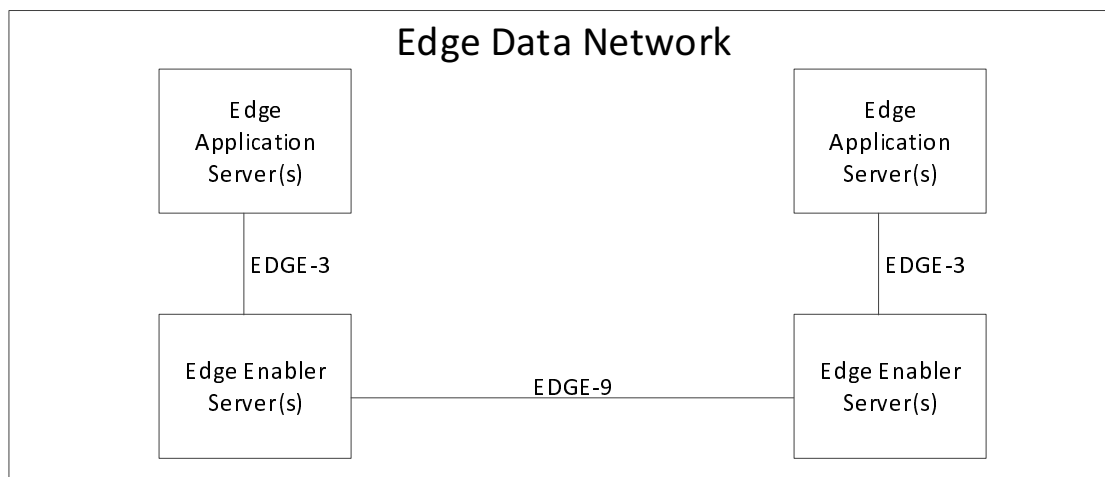 Edge Data Network
Edge
Application
Server(s)
Edge
Application
Server(s)
EDGE-3
EDGE-3
Edge Enabler
Server(s)
EDGE-9
Edge Enabler
Server(s)